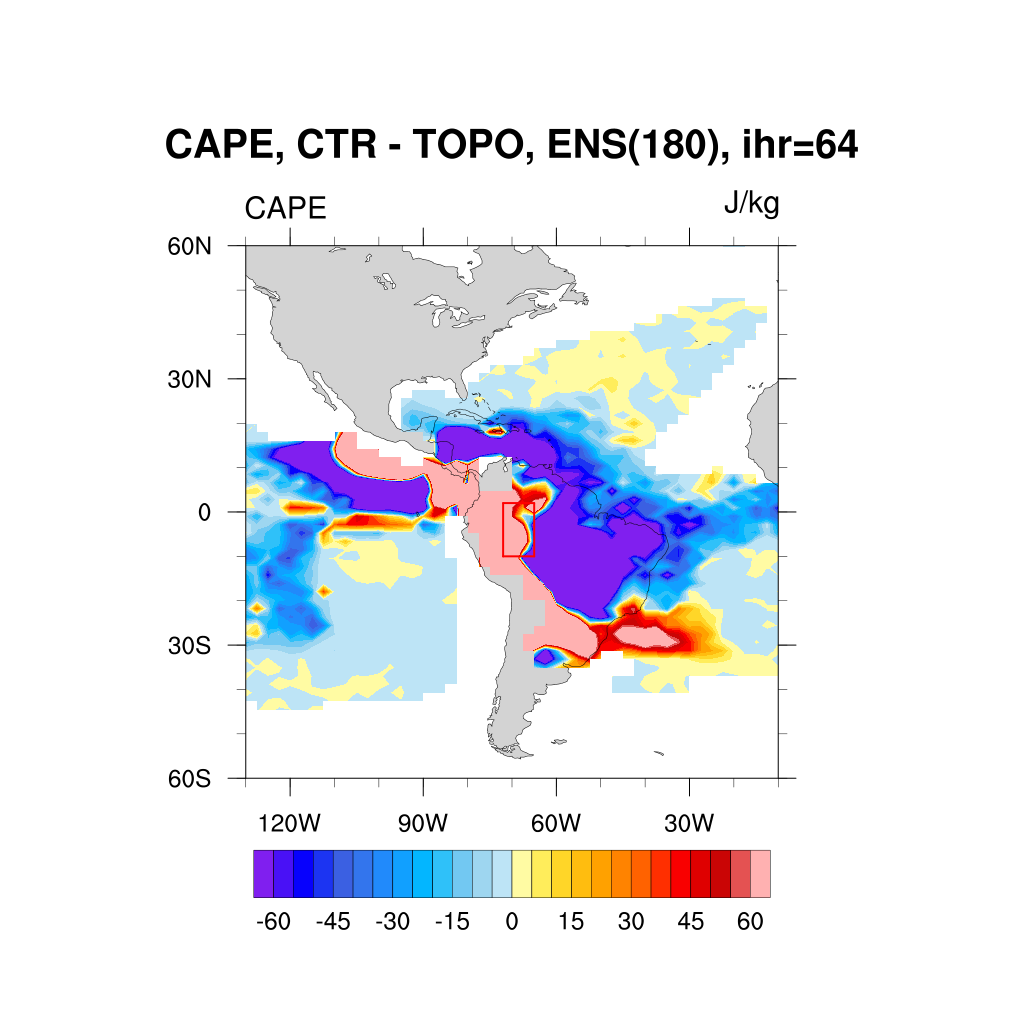 CAPE, CTR - TOPO, ENS(180), ihr=64
CAPE J/kg
60N
30N
0
30S
60S
120W 90W 60W 30W
-60 -45 -30 -15 0 15 30 45 60